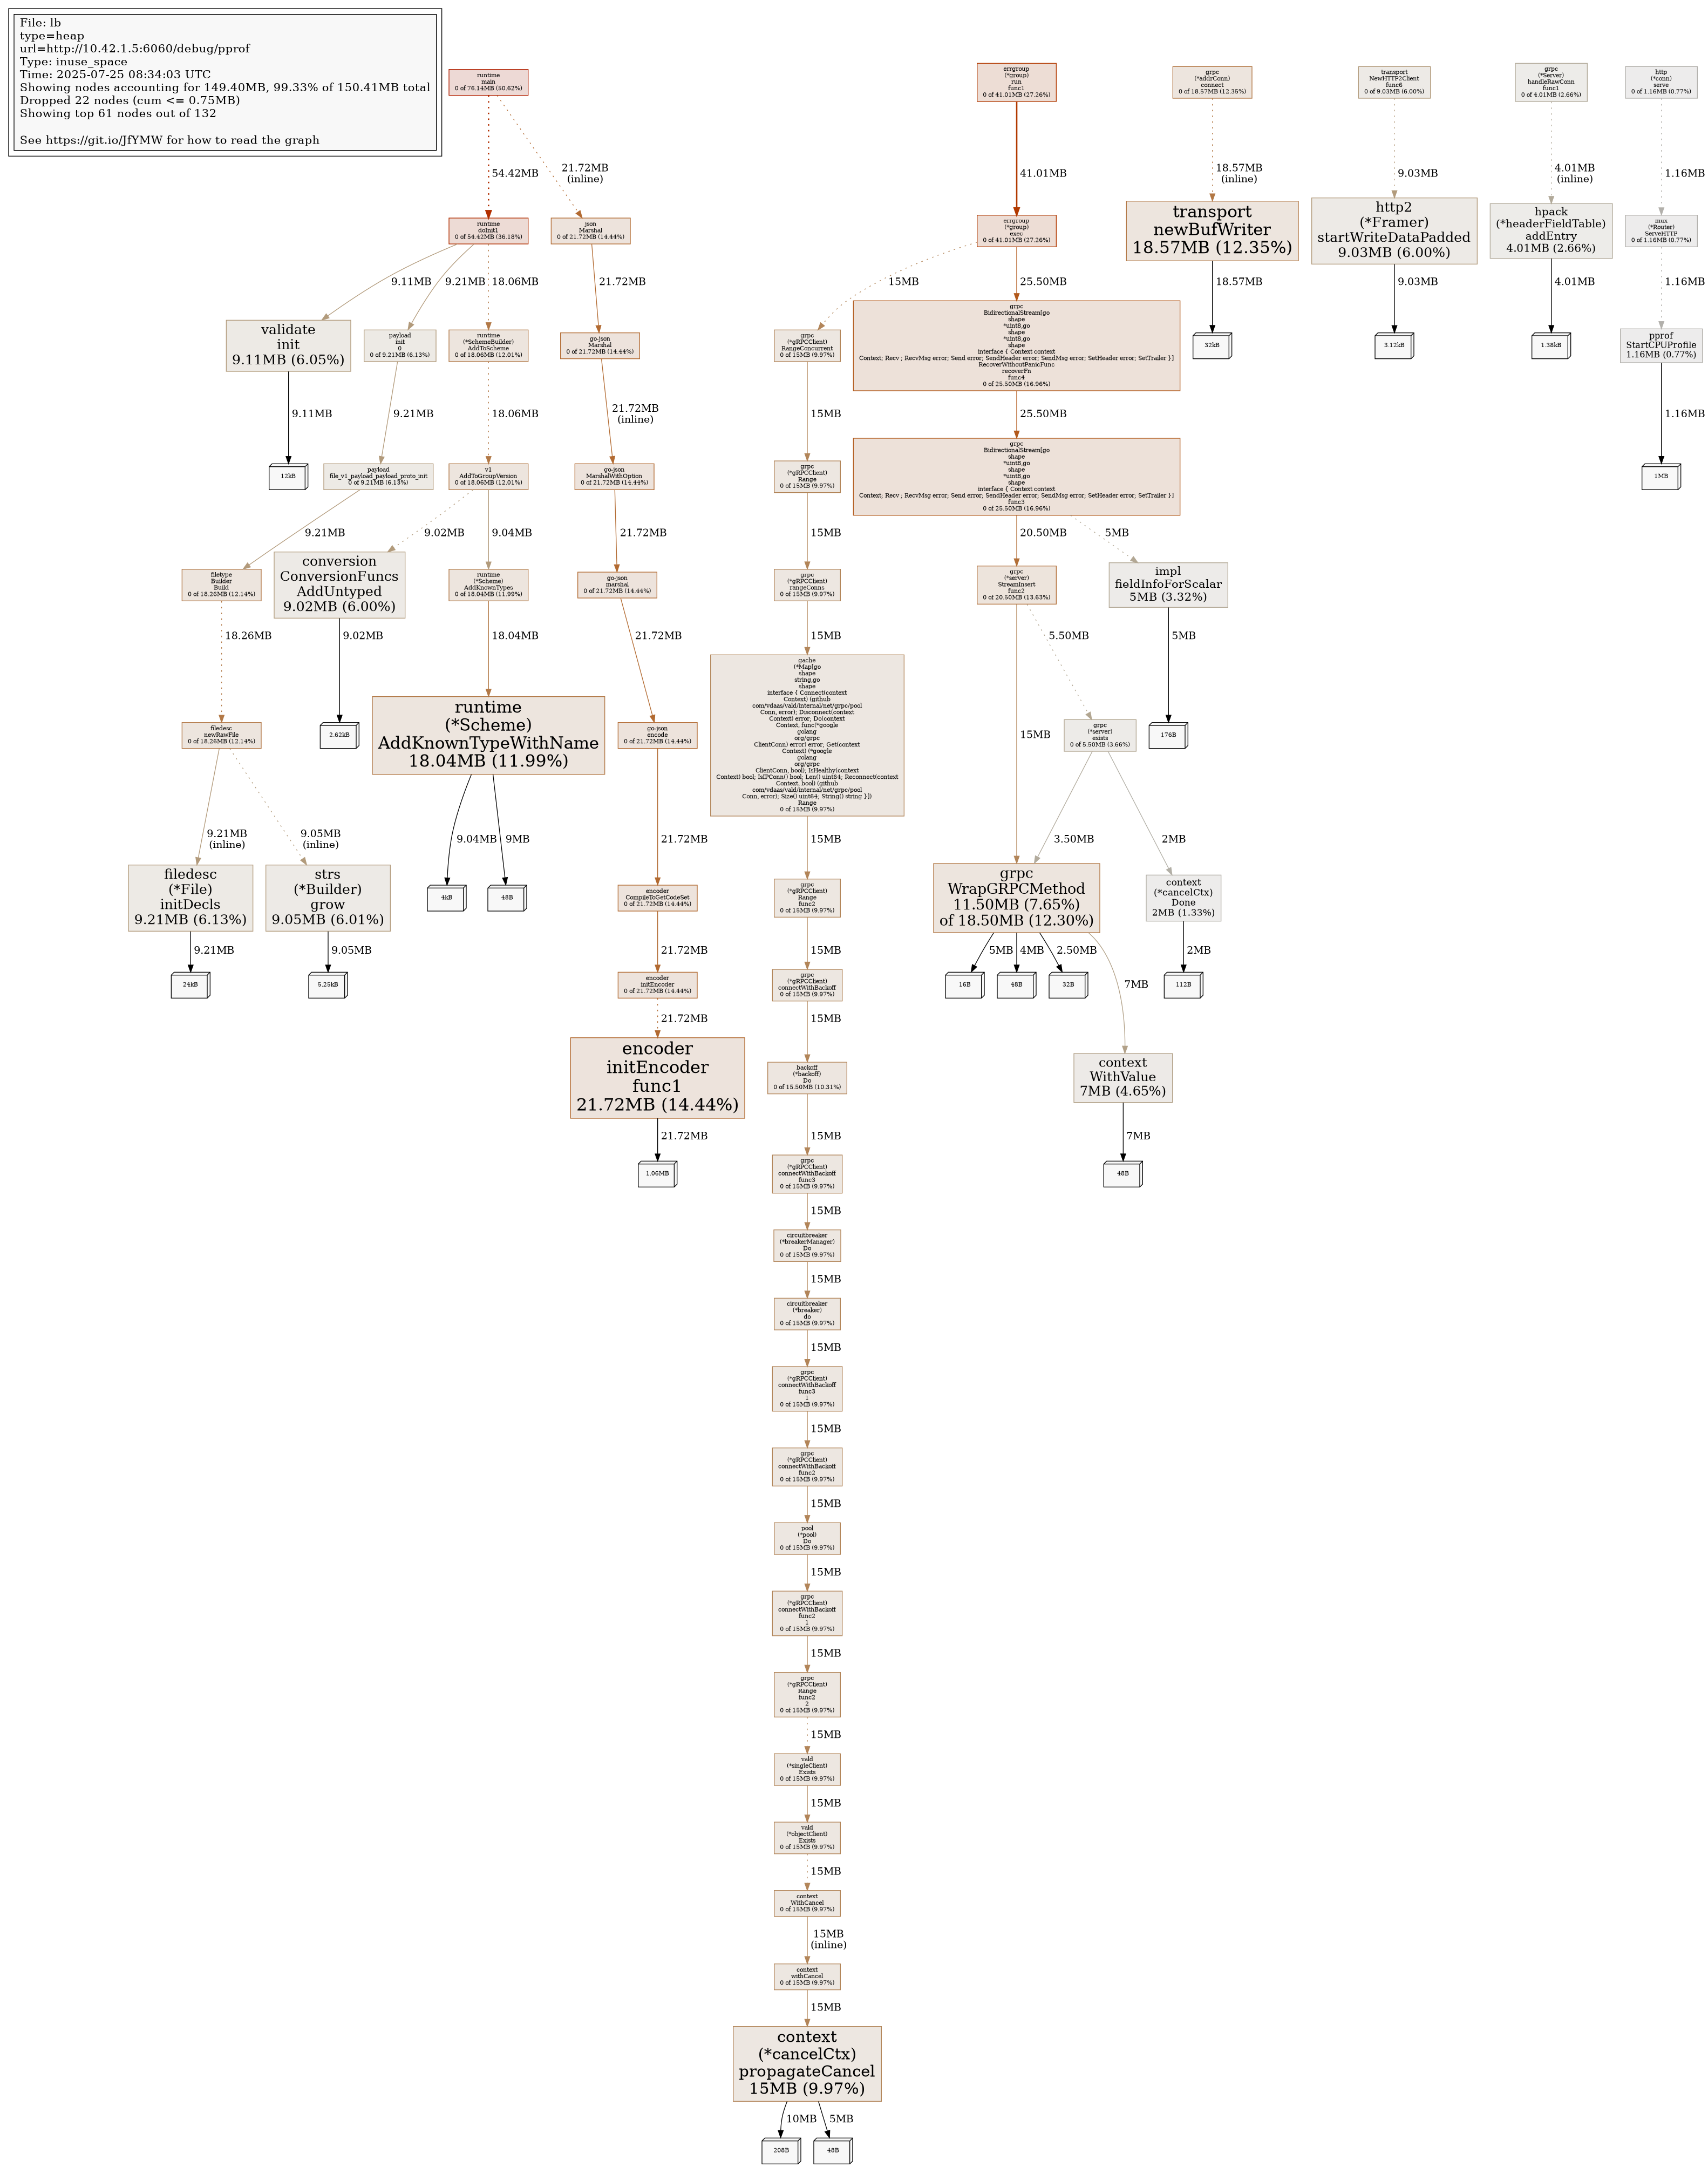 File: lb
type=heap
url=http://10.42.1.5:6060/debug/pprof
Type: inuse_space
Time: 2025-07-25 08:34:03 UTC
Showing nodes accounting for 149.40MB, 99.33% of 150.41MB total
Dropped 22 nodes (cum <= 0.75MB)
Showing top 61 nodes out of 132
See https://git.io/JfYMW for how to read the graph
runtime
main
0 of 76.14MB (50.62%)
errgroup
(*group)
run
func1
0 of 41.01MB (27.26%)
grpc
(*addrConn)
connect
0 of 18.57MB (12.35%)
transport
NewHTTP2Client
func6
0 of 9.03MB (6.00%)
grpc
(*Server)
handleRawConn
func1
0 of 4.01MB (2.66%)
http
(*conn)
serve
0 of 1.16MB (0.77%)
54.42MB
21.72MB
(inline)
41.01MB
18.57MB
(inline)
9.03MB
4.01MB
(inline)
1.16MB
runtime
doInit1
0 of 54.42MB (36.18%)
json
Marshal
0 of 21.72MB (14.44%)
errgroup
(*group)
exec
0 of 41.01MB (27.26%)
transport
newBufWriter
18.57MB (12.35%)
http2
(*Framer)
startWriteDataPadded
9.03MB (6.00%)
hpack
(*headerFieldTable)
addEntry
4.01MB (2.66%)
mux
(*Router)
ServeHTTP
0 of 1.16MB (0.77%)
9.11MB
9.21MB
18.06MB
21.72MB
15MB
25.50MB
18.57MB
9.03MB
4.01MB
1.16MB
validate
init
9.11MB (6.05%)
payload
init
0
0 of 9.21MB (6.13%)
runtime
(*SchemeBuilder)
AddToScheme
0 of 18.06MB (12.01%)
go-json
Marshal
0 of 21.72MB (14.44%)
grpc
(*gRPCClient)
RangeConcurrent
0 of 15MB (9.97%)
grpc
BidirectionalStream[go
shape
*uint8,go
shape
*uint8,go
shape
interface { Context context
Context; Recv ; RecvMsg error; Send error; SendHeader error; SendMsg error; SetHeader error; SetTrailer }]
RecoverWithoutPanicFunc
recoverFn
func4
0 of 25.50MB (16.96%)
32kB
3.12kB
1.38kB
pprof
StartCPUProfile
1.16MB (0.77%)
9.11MB
9.21MB
18.06MB
21.72MB
(inline)
15MB
25.50MB
1.16MB
12kB
payload
file_v1_payload_payload_proto_init
0 of 9.21MB (6.13%)
v1
AddToGroupVersion
0 of 18.06MB (12.01%)
go-json
MarshalWithOption
0 of 21.72MB (14.44%)
grpc
(*gRPCClient)
Range
0 of 15MB (9.97%)
grpc
BidirectionalStream[go
shape
*uint8,go
shape
*uint8,go
shape
interface { Context context
Context; Recv ; RecvMsg error; Send error; SendHeader error; SendMsg error; SetHeader error; SetTrailer }]
func3
0 of 25.50MB (16.96%)
1MB
9.21MB
9.02MB
9.04MB
21.72MB
15MB
20.50MB
5MB
filetype
Builder
Build
0 of 18.26MB (12.14%)
conversion
ConversionFuncs
AddUntyped
9.02MB (6.00%)
runtime
(*Scheme)
AddKnownTypes
0 of 18.04MB (11.99%)
go-json
marshal
0 of 21.72MB (14.44%)
grpc
(*gRPCClient)
rangeConns
0 of 15MB (9.97%)
grpc
(*server)
StreamInsert
func2
0 of 20.50MB (13.63%)
impl
fieldInfoForScalar
5MB (3.32%)
18.26MB
9.02MB
18.04MB
21.72MB
15MB
15MB
5.50MB
5MB
filedesc
newRawFile
0 of 18.26MB (12.14%)
2.62kB
runtime
(*Scheme)
AddKnownTypeWithName
18.04MB (11.99%)
go-json
encode
0 of 21.72MB (14.44%)
gache
(*Map[go
shape
string,go
shape
interface { Connect(context
Context) (github
com/vdaas/vald/internal/net/grpc/pool
Conn, error); Disconnect(context
Context) error; Do(context
Context, func(*google
golang
org/grpc
ClientConn) error) error; Get(context
Context) (*google
golang
org/grpc
ClientConn, bool); IsHealthy(context
Context) bool; IsIPConn() bool; Len() uint64; Reconnect(context
Context, bool) (github
com/vdaas/vald/internal/net/grpc/pool
Conn, error); Size() uint64; String() string }])
Range
0 of 15MB (9.97%)
grpc
(*server)
exists
0 of 5.50MB (3.66%)
176B
9.21MB
(inline)
9.05MB
(inline)
9.04MB
9MB
21.72MB
15MB
3.50MB
2MB
filedesc
(*File)
initDecls
9.21MB (6.13%)
strs
(*Builder)
grow
9.05MB (6.01%)
4kB
48B
encoder
CompileToGetCodeSet
0 of 21.72MB (14.44%)
grpc
(*gRPCClient)
Range
func2
0 of 15MB (9.97%)
grpc
WrapGRPCMethod
11.50MB (7.65%)
of 18.50MB (12.30%)
context
(*cancelCtx)
Done
2MB (1.33%)
9.21MB
9.05MB
21.72MB
15MB
5MB
4MB
2.50MB
7MB
2MB
24kB
5.25kB
encoder
initEncoder
0 of 21.72MB (14.44%)
grpc
(*gRPCClient)
connectWithBackoff
0 of 15MB (9.97%)
16B
48B
32B
112B
21.72MB
15MB
encoder
initEncoder
func1
21.72MB (14.44%)
backoff
(*backoff)
Do
0 of 15.50MB (10.31%)
context
WithValue
7MB (4.65%)
21.72MB
15MB
7MB
1.06MB
grpc
(*gRPCClient)
connectWithBackoff
func3
0 of 15MB (9.97%)
48B
15MB
circuitbreaker
(*breakerManager)
Do
0 of 15MB (9.97%)
15MB
circuitbreaker
(*breaker)
do
0 of 15MB (9.97%)
15MB
grpc
(*gRPCClient)
connectWithBackoff
func3
1
0 of 15MB (9.97%)
15MB
grpc
(*gRPCClient)
connectWithBackoff
func2
0 of 15MB (9.97%)
15MB
pool
(*pool)
Do
0 of 15MB (9.97%)
15MB
grpc
(*gRPCClient)
connectWithBackoff
func2
1
0 of 15MB (9.97%)
15MB
grpc
(*gRPCClient)
Range
func2
2
0 of 15MB (9.97%)
15MB
vald
(*singleClient)
Exists
0 of 15MB (9.97%)
15MB
vald
(*objectClient)
Exists
0 of 15MB (9.97%)
15MB
context
WithCancel
0 of 15MB (9.97%)
15MB
(inline)
context
withCancel
0 of 15MB (9.97%)
15MB
context
(*cancelCtx)
propagateCancel
15MB (9.97%)
10MB
5MB
208B
48B